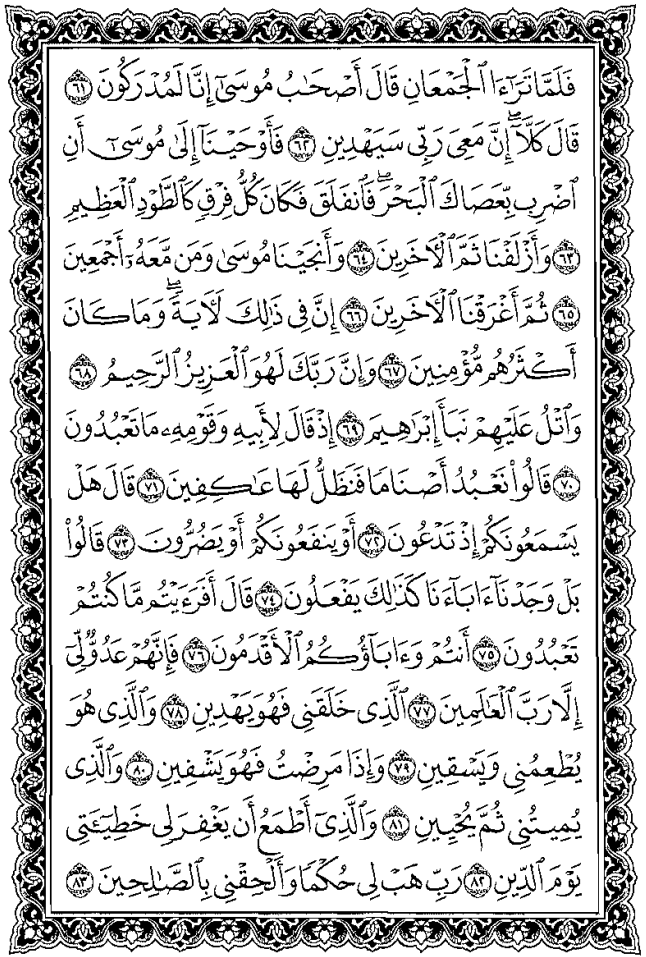 فَلَمَّا تَرَٰٓءَا ٱلۡجَمۡعَانِ قَالَ أَصۡحَٰبُ مُوسَىٰٓ إِنَّا لَمُدۡرَكُونَ ٦١
قَالَ كَلَّآۖ إِنَّ مَعِيَ رَبِّي سَيَهۡدِينِ ٦٢ فَأَوۡحَيۡنَآ إِلَىٰ مُوسَىٰٓ أَنِ
ٱضۡرِب بِّعَصَاكَ ٱلۡبَحۡرَۖ فَٱنفَلَقَ فَكَانَ كُلُّ فِرۡقٖ كَٱلطَّوۡدِ ٱلۡعَظِيمِ
٦٣ وَأَزۡلَفۡنَا ثَمَّ ٱلۡأٓخَرِينَ ٦٤ وَأَنجَيۡنَا مُوسَىٰ وَمَن مَّعَهُۥٓ أَجۡمَعِينَ
٦٥ ثُمَّ أَغۡرَقۡنَا ٱلۡأٓخَرِينَ ٦٦ إِنَّ فِي ذَٰلِكَ لَأٓيَةٗۖ وَمَا كَانَ
أَكۡثَرُهُم مُّؤۡمِنِينَ ٦٧ وَإِنَّ رَبَّكَ لَهُوَ ٱلۡعَزِيزُ ٱلرَّحِيمُ ٦٨
وَٱتۡلُ عَلَيۡهِمۡ نَبَأَ إِبۡرَٰهِيمَ ٦٩ إِذۡ قَالَ لِأَبِيهِ وَقَوۡمِهِۦ مَا تَعۡبُدُونَ
٧٠ قَالُواْ نَعۡبُدُ أَصۡنَامٗا فَنَظَلُّ لَهَا عَٰكِفِينَ ٧١ قَالَ هَلۡ
يَسۡمَعُونَكُمۡ إِذۡ تَدۡعُونَ ٧٢ أَوۡ يَنفَعُونَكُمۡ أَوۡ يَضُرُّونَ ٧٣ قَالُواْ
بَلۡ وَجَدۡنَآ ءَابَآءَنَا كَذَٰلِكَ يَفۡعَلُونَ ٧٤ قَالَ أَفَرَءَيۡتُم مَّا كُنتُمۡ
تَعۡبُدُونَ ٧٥ أَنتُمۡ وَءَابَآؤُكُمُ ٱلۡأَقۡدَمُونَ ٧٦ فَإِنَّهُمۡ عَدُوّٞ لِّيٓ
إِلَّا رَبَّ ٱلۡعَٰلَمِينَ ٧٧ ٱلَّذِي خَلَقَنِي فَهُوَ يَهۡدِينِ ٧٨ وَٱلَّذِي هُوَ
يُطۡعِمُنِي وَيَسۡقِينِ ٧٩ وَإِذَا مَرِضۡتُ فَهُوَ يَشۡفِينِ ٨٠ وَٱلَّذِي
يُمِيتُنِي ثُمَّ يُحۡيِينِ ٨١ وَٱلَّذِيٓ أَطۡمَعُ أَن يَغۡفِرَ لِي خَطِيٓـَٔتِي
يَوۡمَ ٱلدِّينِ ٨٢ رَبِّ هَبۡ لِي حُكۡمٗا وَأَلۡحِقۡنِي بِٱلصَّٰلِحِينَ ٨٣